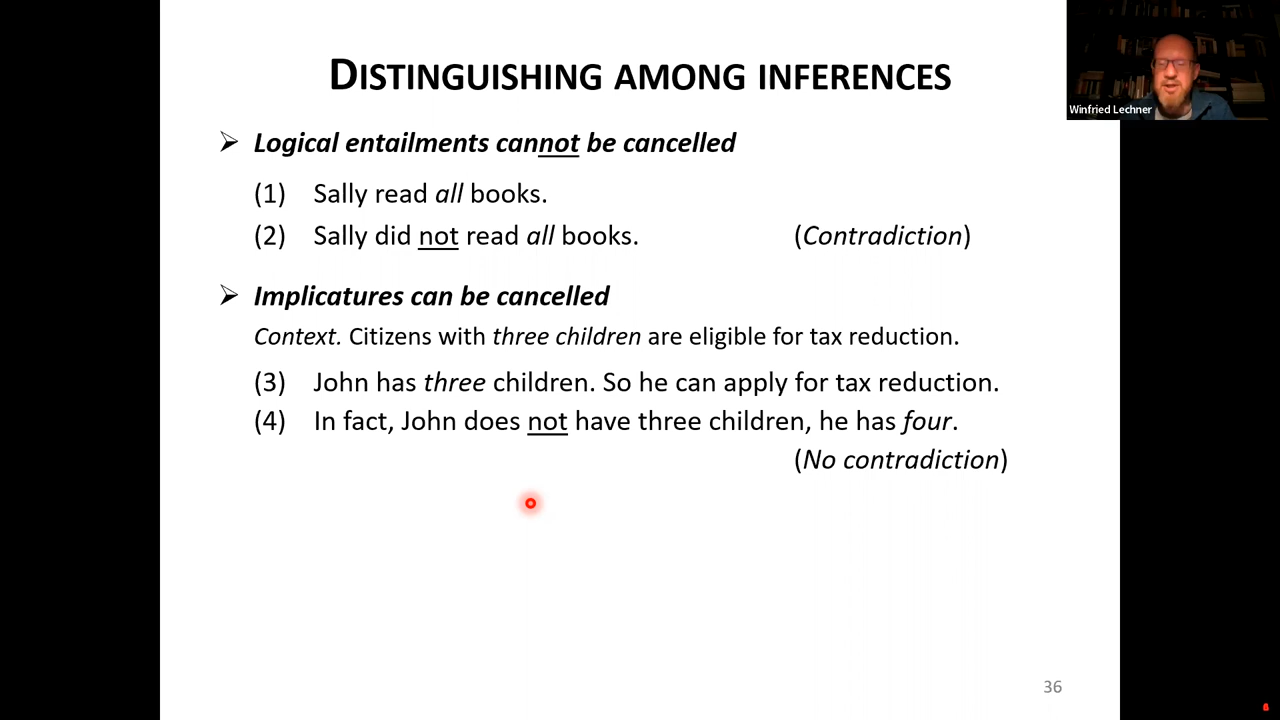 DISTINGUISHING AMONG INFERENCES
Winfried Lechner
➢ Logical entailments cannot be cancelled
(1) Sally read all books.
(2) Sally did not read all books. (Contradiction)
➢ Implicatures can be cancelled
Context. Citizens with three children are eligible for tax reduction.
(3) John has three children. So he can apply for tax reduction.
(4) In fact, John does not have three children, he has four.
(No contradiction)
36